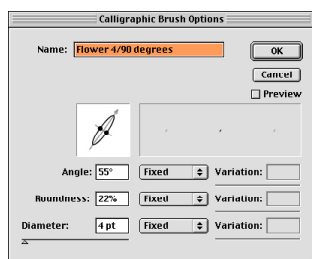 Calligraphic Brush Options
Name: Flower 4/90 degrees
OK
Cancel
Preview
Angle: 55° Fixed Variation:
Roundness: 22% Fixed Variation:
Diameter: 4 pt Fixed Variation: